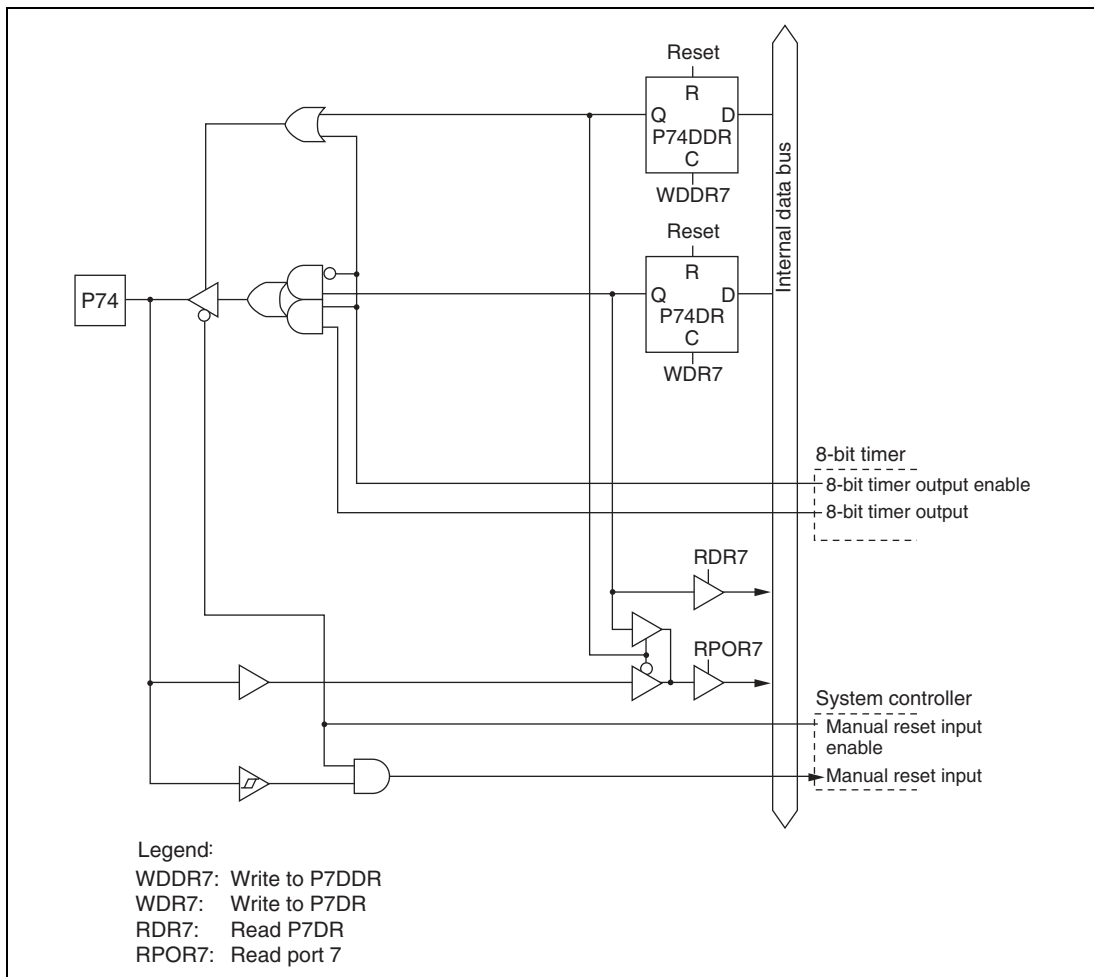 Reset
R
Q D
P74DDR
C
WDDR7
Reset
R
Q D
P74DR
C
WDR7
Internal data bus
P74
8-bit timer
8-bit timer output enable
8-bit timer output
RDR7
RPOR7
System controller
Manual reset input
enable
Manual reset input
Legend:
WDDR7: Write to P7DDR
WDR7: Write to P7DR
RDR7: Read P7DR
RPOR7: Read port 7